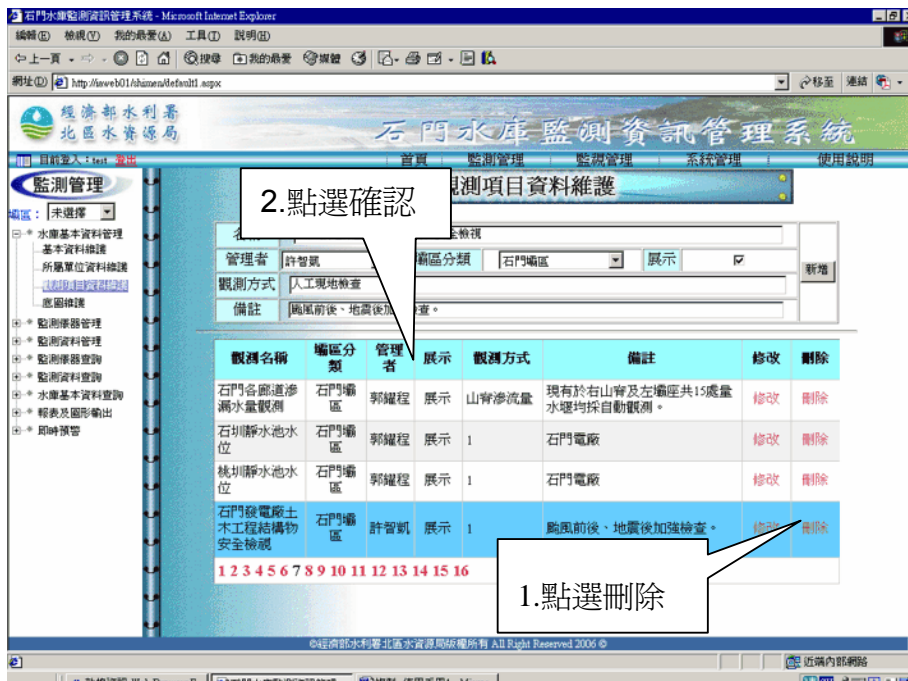 石門水庫監測資訊管理系統 - Microsoft Internet Explorer
編輯(E) 檢視(V) 我的最愛(A) 工具(T) 說明(H)
上一頁 搜尋 我的最愛 媒體
網址(D) http://isweb01/shimen/default1.aspx 移至 連結
經濟部水利署
北區水資源局
石門水庫監測資訊管理系統
目前登入：test 登出 首頁 監測管理 監視管理 系統管理 使用說明
監測管理
壩區： 未選擇
水庫基本資料管理
基本資料維護
所屬單位資料維護
底圖維護
監測儀器管理
監測資料管理
監測儀器查詢
監測資料查詢
水庫基本資料查詢
報表及圖形輸出
即時預警
2.點選確認
測項目資料維護
檢視
管理者 許智凱 壩區分類 石門壩區 展示
觀測方式 人工現地檢查
備註 颱風前後、地震後加 檢查。
新增
觀測名稱 壩區分類 管理者 展示 觀測方式 備註 修改 刪除
石門各廊道滲漏水量觀測 石門壩區 郭耀程 展示 山脊滲流量 現有於右山脊及左壩座共15處量水堰均採自動觀測。 修改 刪除
石圳靜水池水位 石門壩區 郭耀程 展示 1 石門電廠 修改 刪除
桃圳靜水池水位 石門壩區 郭耀程 展示 1 石門電廠 修改 刪除
石門發電廠土木工程結構物安全檢視 石門壩區 許智凱 展示 1 颱風前後、地震後加強檢查。 修改 刪除
1 2 3 4 5 6 7 8 9 10 11 12 13 14 15 16
1.點選刪除
©經濟部水利署北區水資源局版權所有 All Right Reserved 2006 ©
近端內部網路